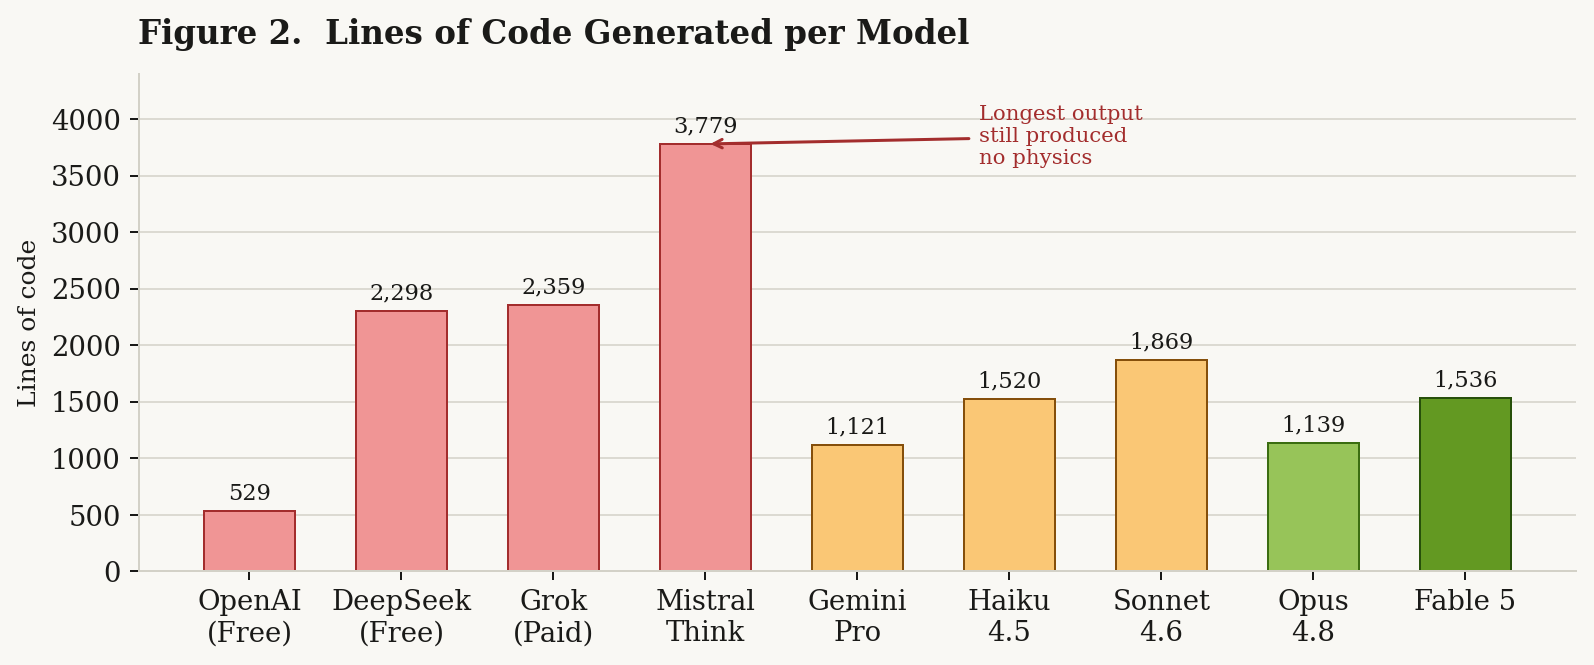 Figure 2.  Lines of Code Generated per Model
Lines of code
4000
3500
3000
2500
2000
1500
1000
500
0
529
2,298
2,359
3,779
1,121
1,520
1,869
1,139
1,536
Longest output
still produced
no physics
OpenAI
(Free)
DeepSeek
(Free)
Grok
(Paid)
Mistral
Think
Gemini
Pro
Haiku
4.5
Sonnet
4.6
Opus
4.8
Fable 5